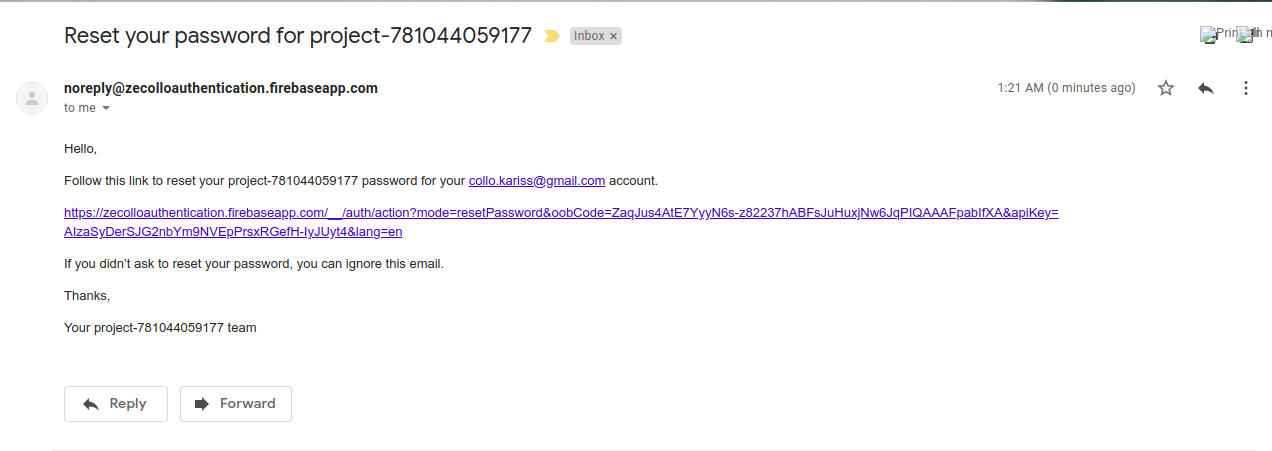 Reset your password for project-781044059177
Inbox ×
noreply@zecolloauthentication.firebaseapp.com
1:21 AM (0 minutes ago)
to me
Hello,
Follow this link to reset your project-781044059177 password for your collo.kariss@gmail.com account.
https://zecolloauthentication.firebaseapp.com/__/auth/action?mode=resetPassword&oobCode=ZaqJus4AtE7YyyN6s-z82237hABFsJuHuxjNw6JqPIQAAAFpabIfXA&apiKey=
AIzaSyDerSJG2nbYm9NVEpPrsxRGefH-IyJUyt4&lang=en
If you didn’t ask to reset your password, you can ignore this email.
Thanks,
Your project-781044059177 team
Reply
Forward